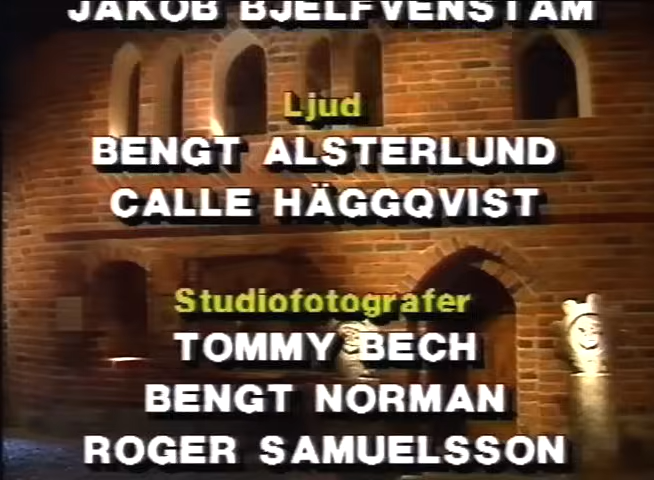 JAKOB BJELFVENSTAM
Ljud
BENGT ALSTERLUND
CALLE HÄGGQVIST
Studiofotografer
TOMMY BECH
BENGT NORMAN
ROGER SAMUELSSON